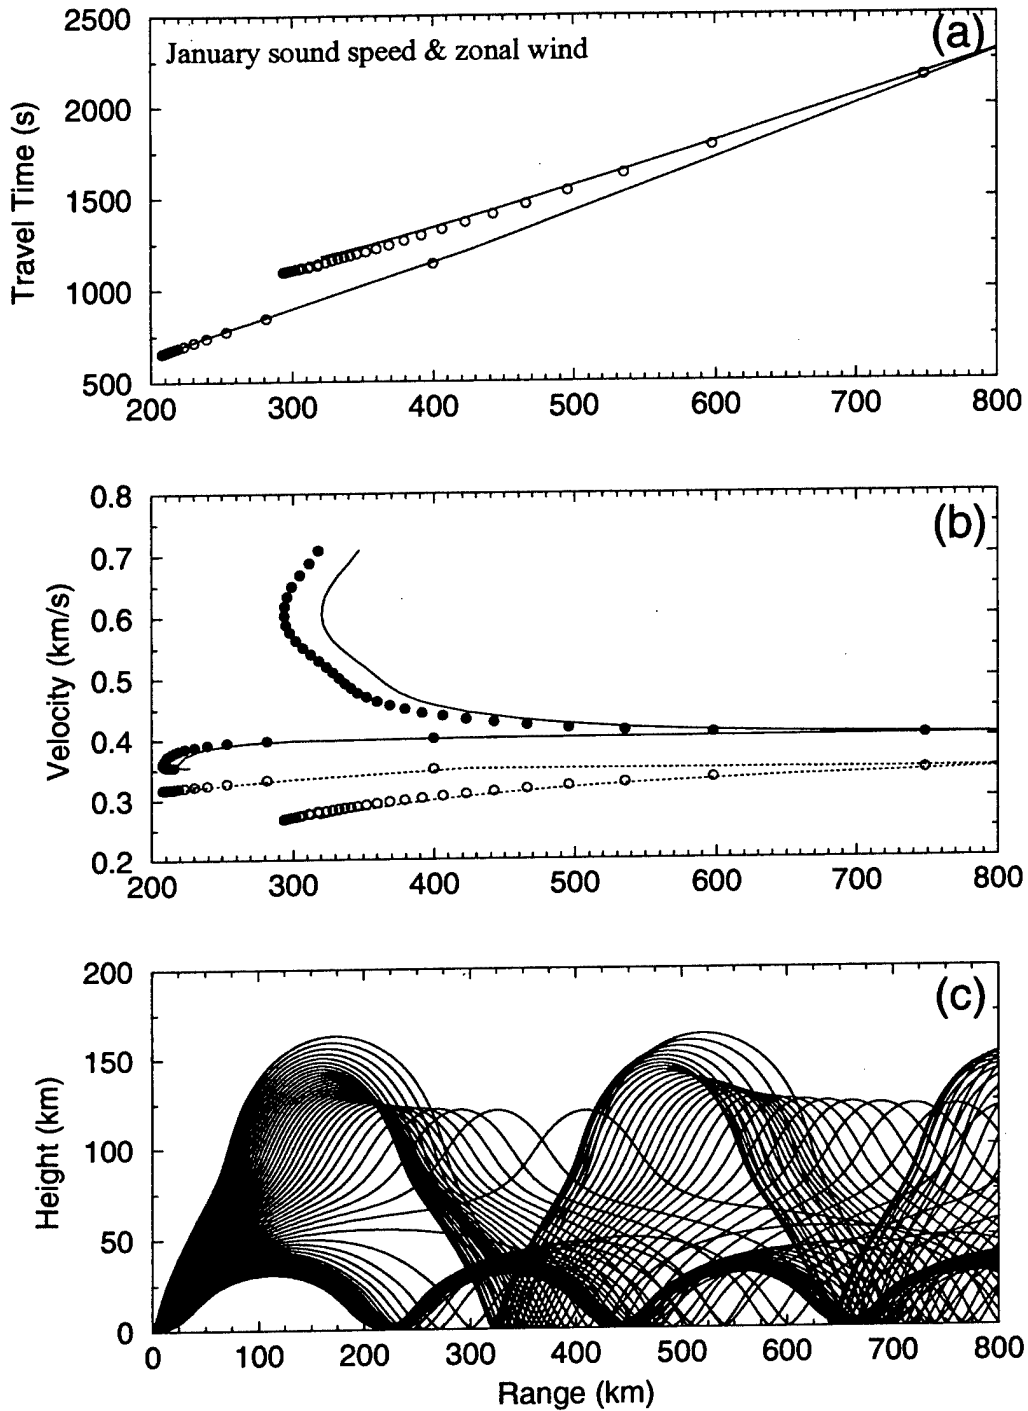 2500
(a)
January sound speed & zonal wind
2000
1500
1000
500
Travel Time (s)
200 300 400 500 600 700 800
0.8
(b)
0.7
0.6
0.5
0.4
0.3
0.2
Velocity (km/s)
200 300 400 500 600 700 800
200
(c)
150
100
50
0
Height (km)
0 100 200 300 400 500 600 700 800
Range (km)